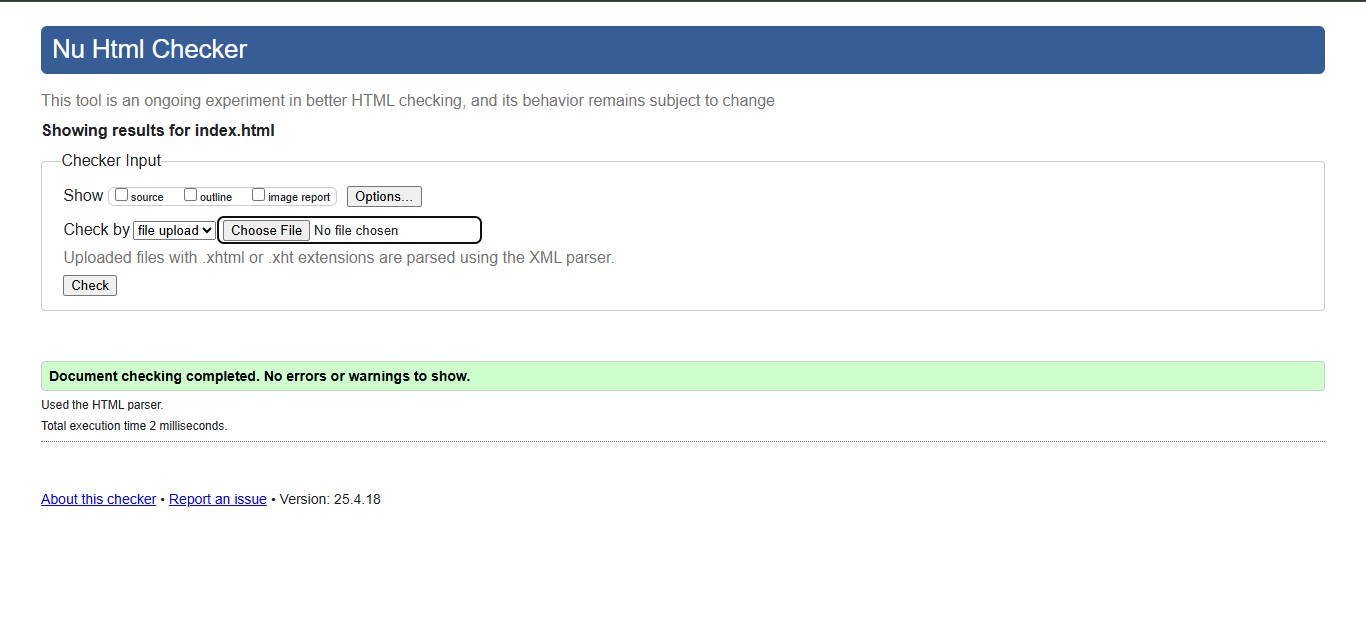 Nu Html Checker
This tool is an ongoing experiment in better HTML checking, and its behavior remains subject to change
Showing results for index.html
Checker Input
Show source outline image report Options...
Check by file upload Choose File No file chosen
Uploaded files with .xhtml or .xht extensions are parsed using the XML parser.
Check
Document checking completed. No errors or warnings to show.
Used the HTML parser.
Total execution time 2 milliseconds.
About this checker • Report an issue • Version: 25.4.18